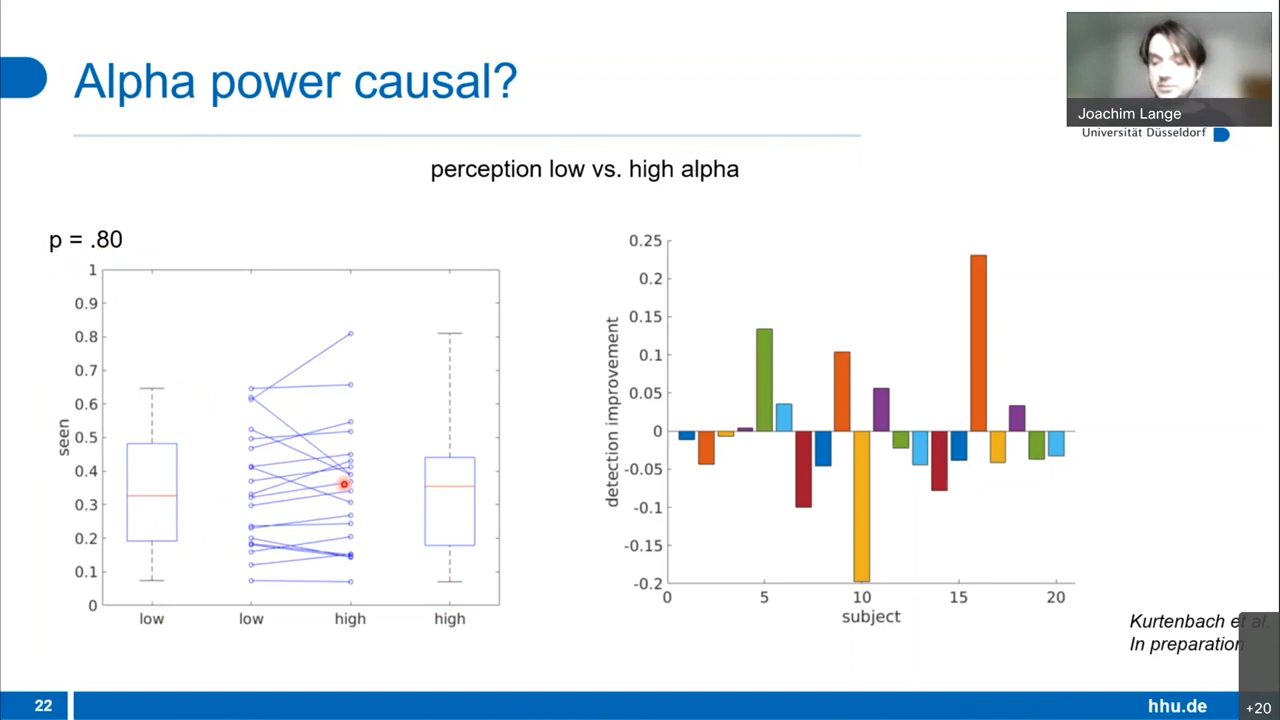 Alpha power causal?
Joachim Lange
Universität Düsseldorf
perception low vs. high alpha
p = .80
1
0.9
0.8
0.7
0.6
0.5
0.4
0.3
0.2
0.1
0
seen
low
low
high
high
0.25
0.2
0.15
0.1
0.05
0
-0.05
-0.1
-0.15
-0.2
detection improvement
0
5
10
15
20
subject
Kurtenbach et al.
In preparation
22
hhu.de
+20